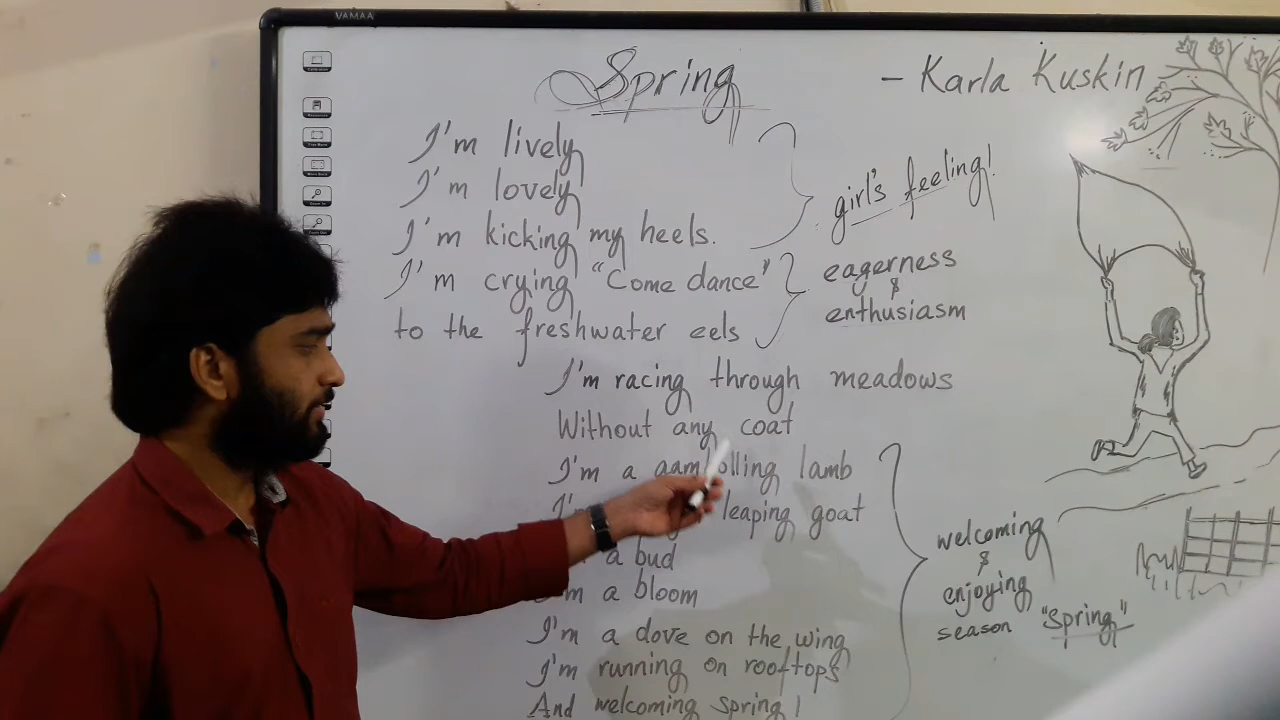 VAMAA
Spring
- Karla Kuskin
I'm lively
I'm lovely
I'm kicking my heels.
girl's feeling!
I'm crying "Come dance"
to the freshwater eels
eagerness
&
enthusiasm
I'm racing through meadows
Without any coat
I'm a lamb
leaping goat
a bud
I'm a bloom
I'm a dove on the wing
I'm running on rooftops
And welcoming spring!
welcoming
&
enjoying
season "Spring"